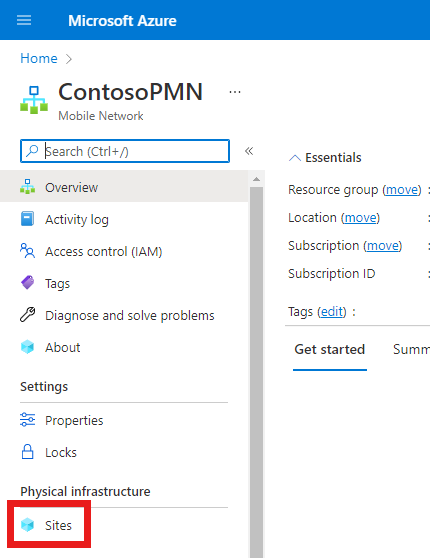 Microsoft Azure
Home
ContosoPMN
Mobile Network
Search (Ctrl+/)
Overview
Activity log
Access control (IAM)
Tags
Diagnose and solve problems
About
Settings
Properties
Locks
Physical infrastructure
Sites
Essentials
Resource group (move) :
Location (move) :
Subscription (move) :
Subscription ID :
Tags (edit) :
Get started Summ